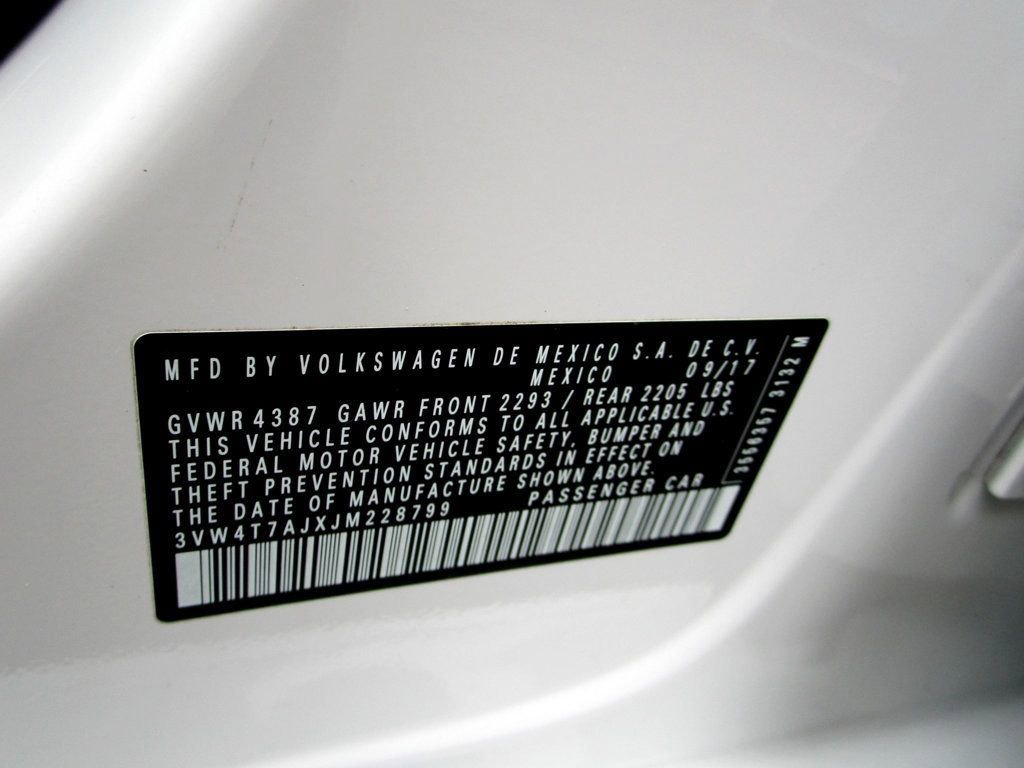 MFD BY VOLKSWAGEN DE MEXICO S.A. DE C.V.
MEXICO 09/17
GVWR 4387 GAWR FRONT 2293 / REAR 2205 LBS
THIS VEHICLE CONFORMS TO ALL APPLICABLE U.S.
FEDERAL MOTOR VEHICLE SAFETY, BUMPER AND
THEFT PREVENTION STANDARDS IN EFFECT ON
THE DATE OF MANUFACTURE SHOWN ABOVE.
3VW4T7AJXJM228799 PASSENGER CAR
3132 M